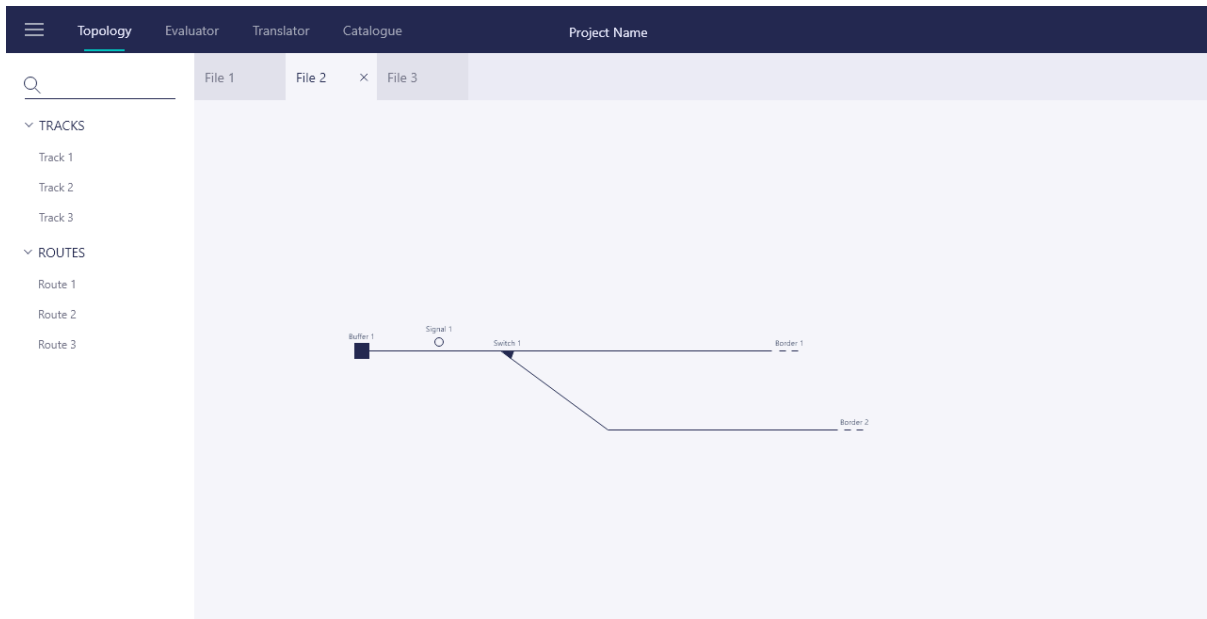 Topology Evaluator Translator Catalogue Project Name
File 1 File 2 × File 3
TRACKS
Track 1
Track 2
Track 3
ROUTES
Route 1
Route 2
Route 3
Signal 1
Buffer 1 Switch 1 Border 1
Border 2